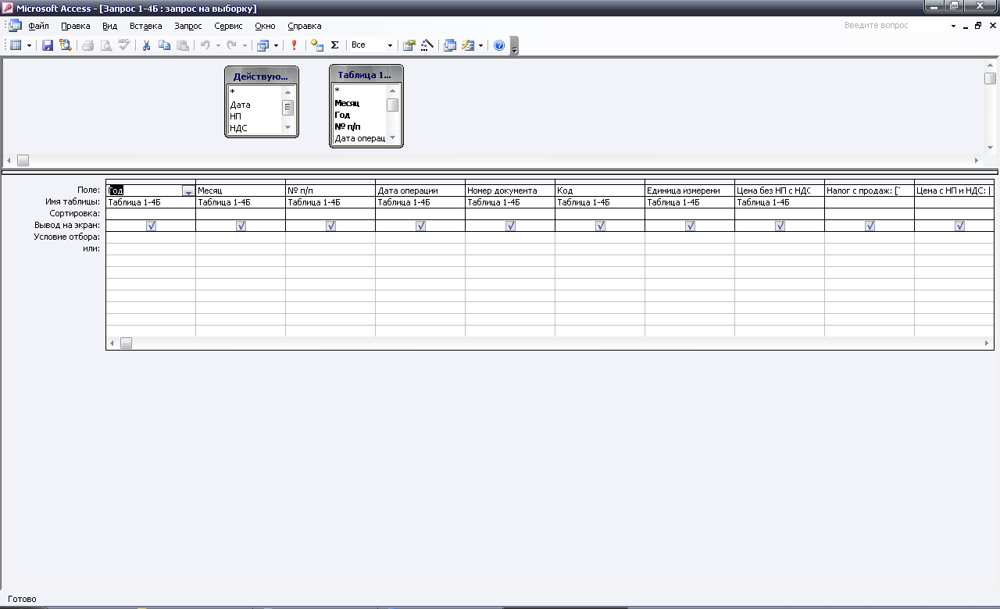 Microsoft Access - [Запрос 1-4Б : запрос на выборку]
Файл Правка Вид Вставка Запрос Сервис Окно Справка Введите вопрос
Все
Действую... Таблица 1...
*
Дата
НП
НДС
*
Месяц
Год
№ п/п
Дата операц
Поле: Год Месяц № п/п Дата операции Номер документа Код Единица измерени Цена без НП с НДС Налог с продаж: [ Цена с НП и НДС: [
Имя таблицы: Таблица 1-4Б Таблица 1-4Б Таблица 1-4Б Таблица 1-4Б Таблица 1-4Б Таблица 1-4Б Таблица 1-4Б Таблица 1-4Б
Сортировка:
Вывод на экран:
Условие отбора:
или:
Готово